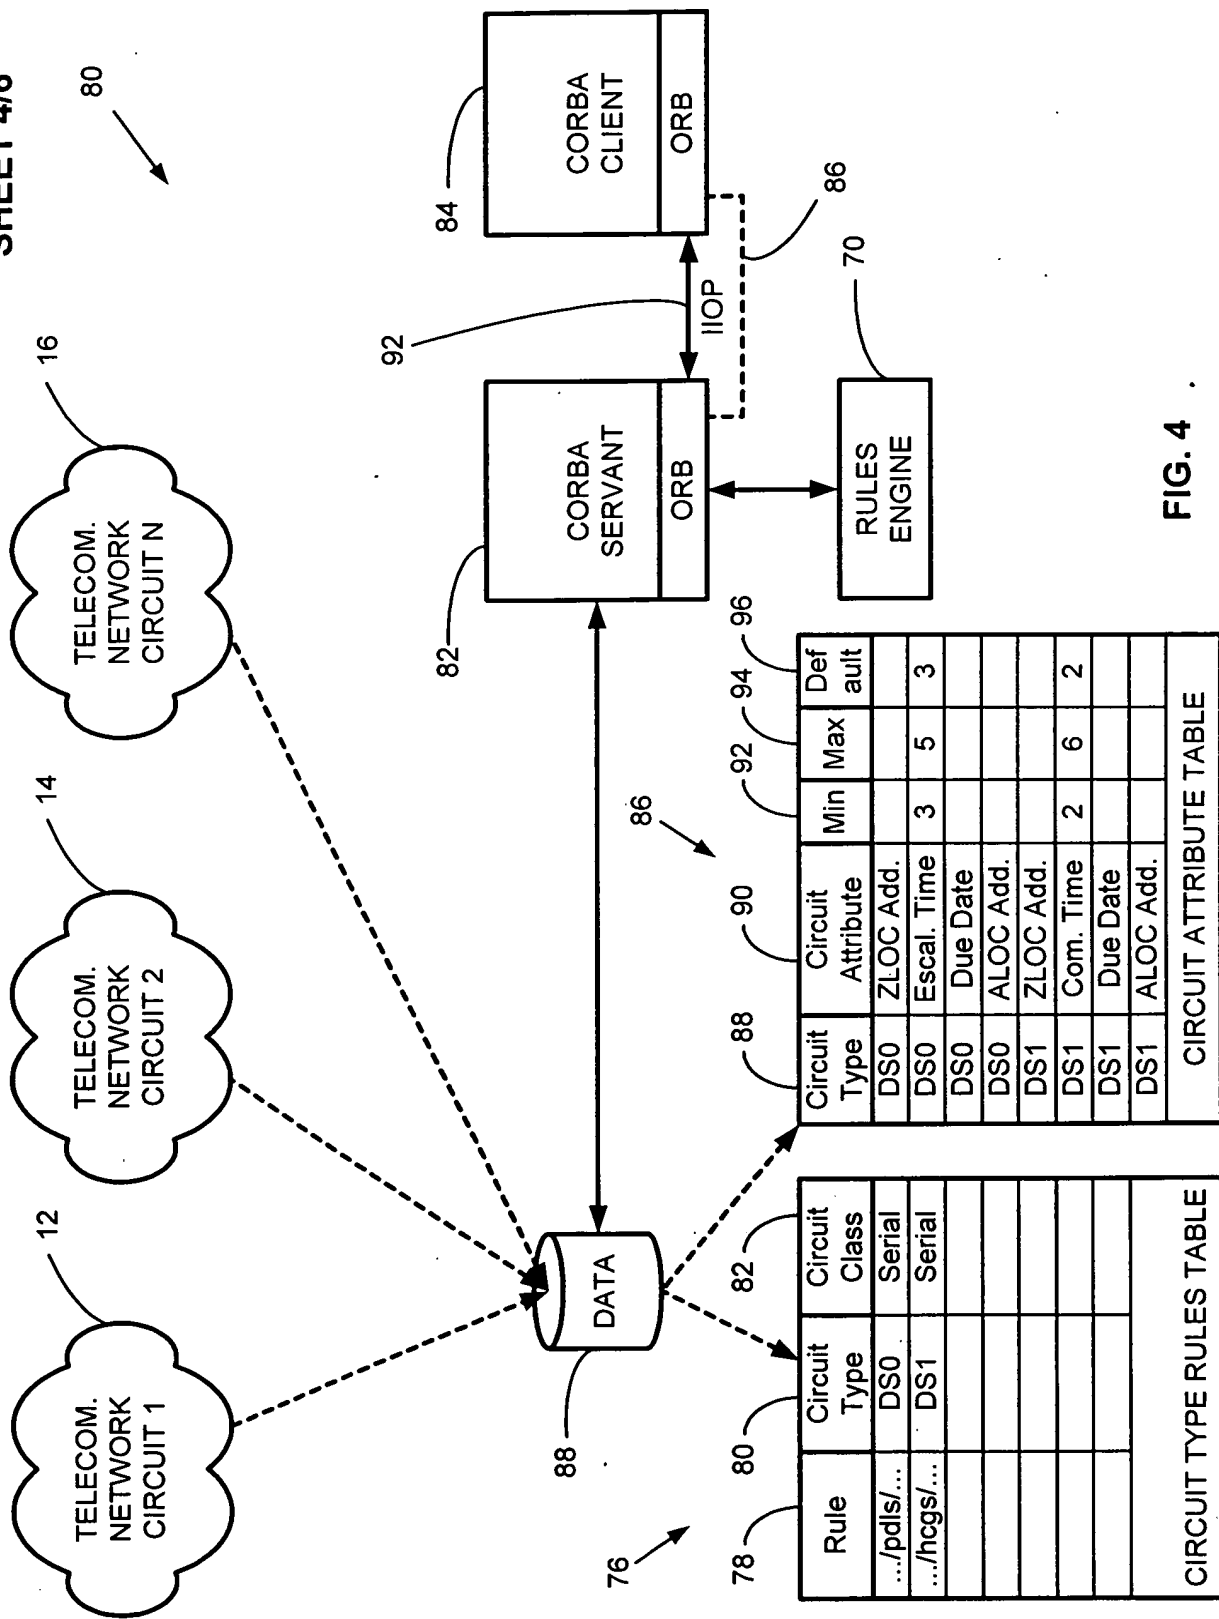 SHEET 4/6
80
12
14
16
TELECOM.
NETWORK
CIRCUIT 1
TELECOM.
NETWORK
CIRCUIT 2
TELECOM.
NETWORK
CIRCUIT N
88
DATA
82
CORBA
SERVANT
ORB
92
IIOP
84
CORBA
CLIENT
ORB
86
70
RULES
ENGINE
76
78
80
82
Rule
Circuit
Type
Circuit
Class
.../pdls/... DS0 Serial
.../hcgs/... DS1 Serial
CIRCUIT TYPE RULES TABLE
86
88
90
92
94
96
Circuit
Type
Circuit
Attribute
Min
Max
Def
ault
DS0 ZLOC Add.
DS0 Escal. Time 3 5 3
DS0 Due Date
DS0 ALOC Add.
DS1 ZLOC Add.
DS1 Com. Time 2 6 2
DS1 Due Date
DS1 ALOC Add.
CIRCUIT ATTRIBUTE TABLE
FIG. 4